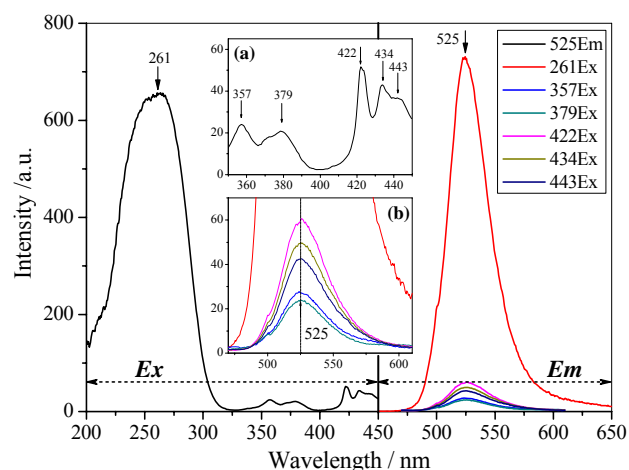 800
600
400
200
0
Intensity /a.u.
200 250 300 350 400 450 500 550 600 650
Wavelength / nm
261
525
Ex
Em
(a)
60
40
20
0
360 380 400 420 440
357
379
422
434
443
(b)
60
40
20
0
500 550 600
525
525Em
261Ex
357Ex
379Ex
422Ex
434Ex
443Ex